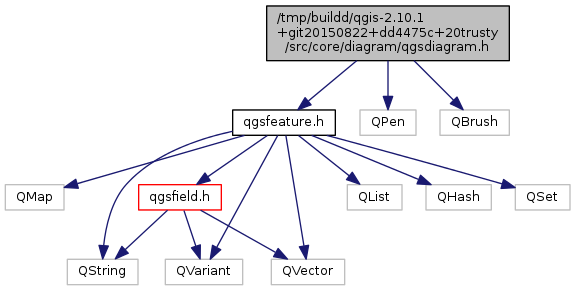 /tmp/buildd/qgis-2.10.1
+git20150822+dd4475c+20trusty
/src/core/diagram/qgsdiagram.h
qgsfeature.h
QPen
QBrush
QMap
qgsfield.h
QList
QHash
QSet
QString
QVariant
QVector